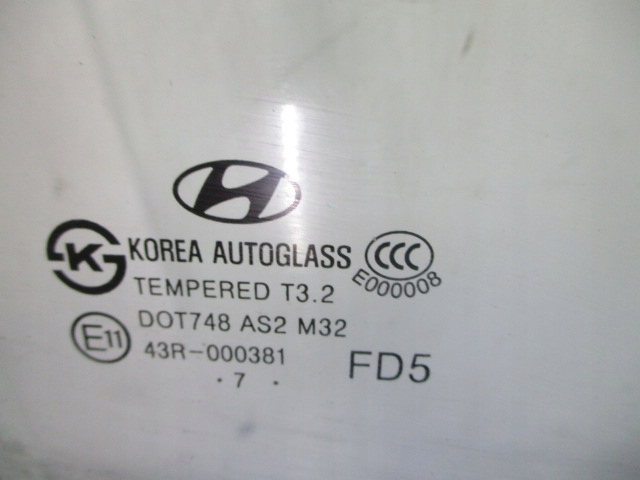 K KOREA AUTOGLASS CCC
E000008
TEMPERED T3.2
DOT748 AS2 M32
E11 43R-000381
· 7 · FD5